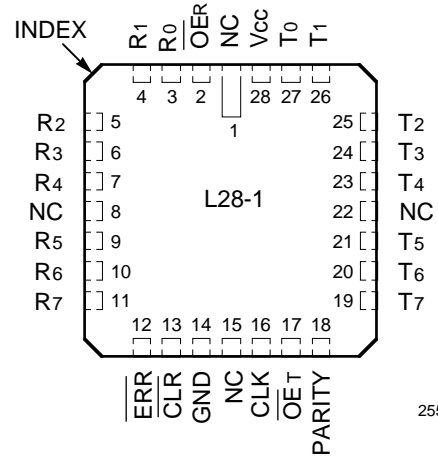 INDEX
R1 R0 OER NC Vcc T0 T1
4 3 2 28 27 26
1
R2 5 25 T2
R3 6 24 T3
R4 7 23 T4
L28-1
NC 8 22 NC
R5 9 21 T5
R6 10 20 T6
R7 11 19 T7
12 13 14 15 16 17 18
ERR CLR GND NC CLK OET PARITY
255